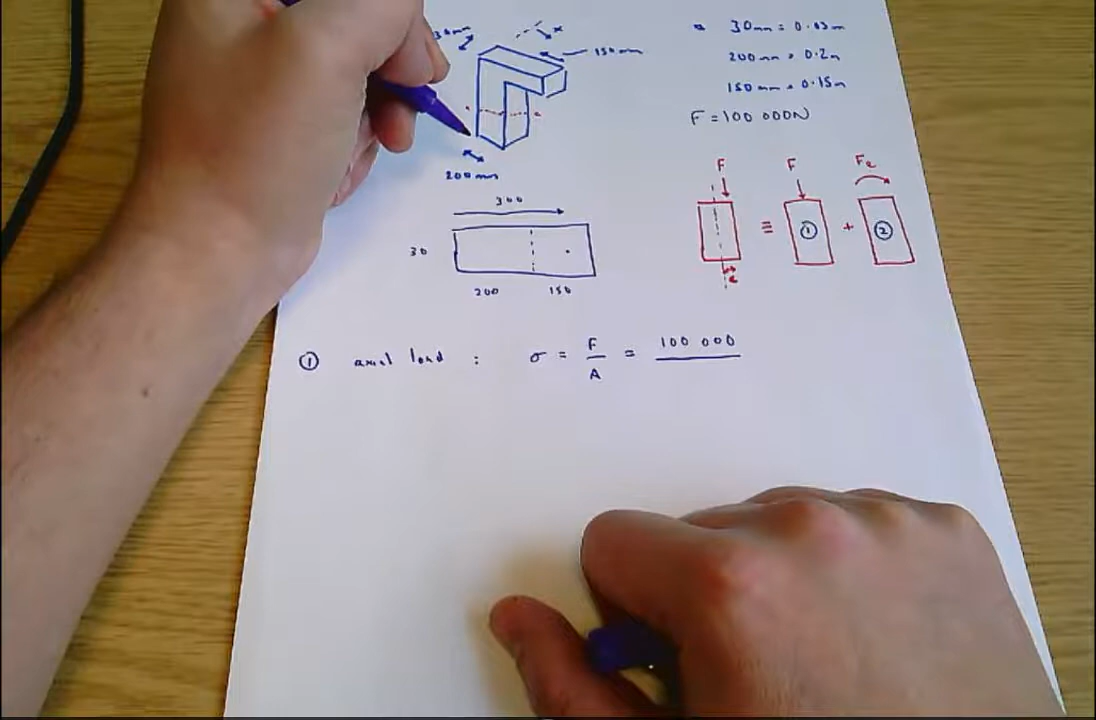 30mm
x
150mm
200mm
30mm = 0.03m
200mm = 0.2m
150mm = 0.15m
F = 100 000N
300
30
200 150
F F Fe
≡ ① + ②
e
① axial load : σ = F/A = 100 000